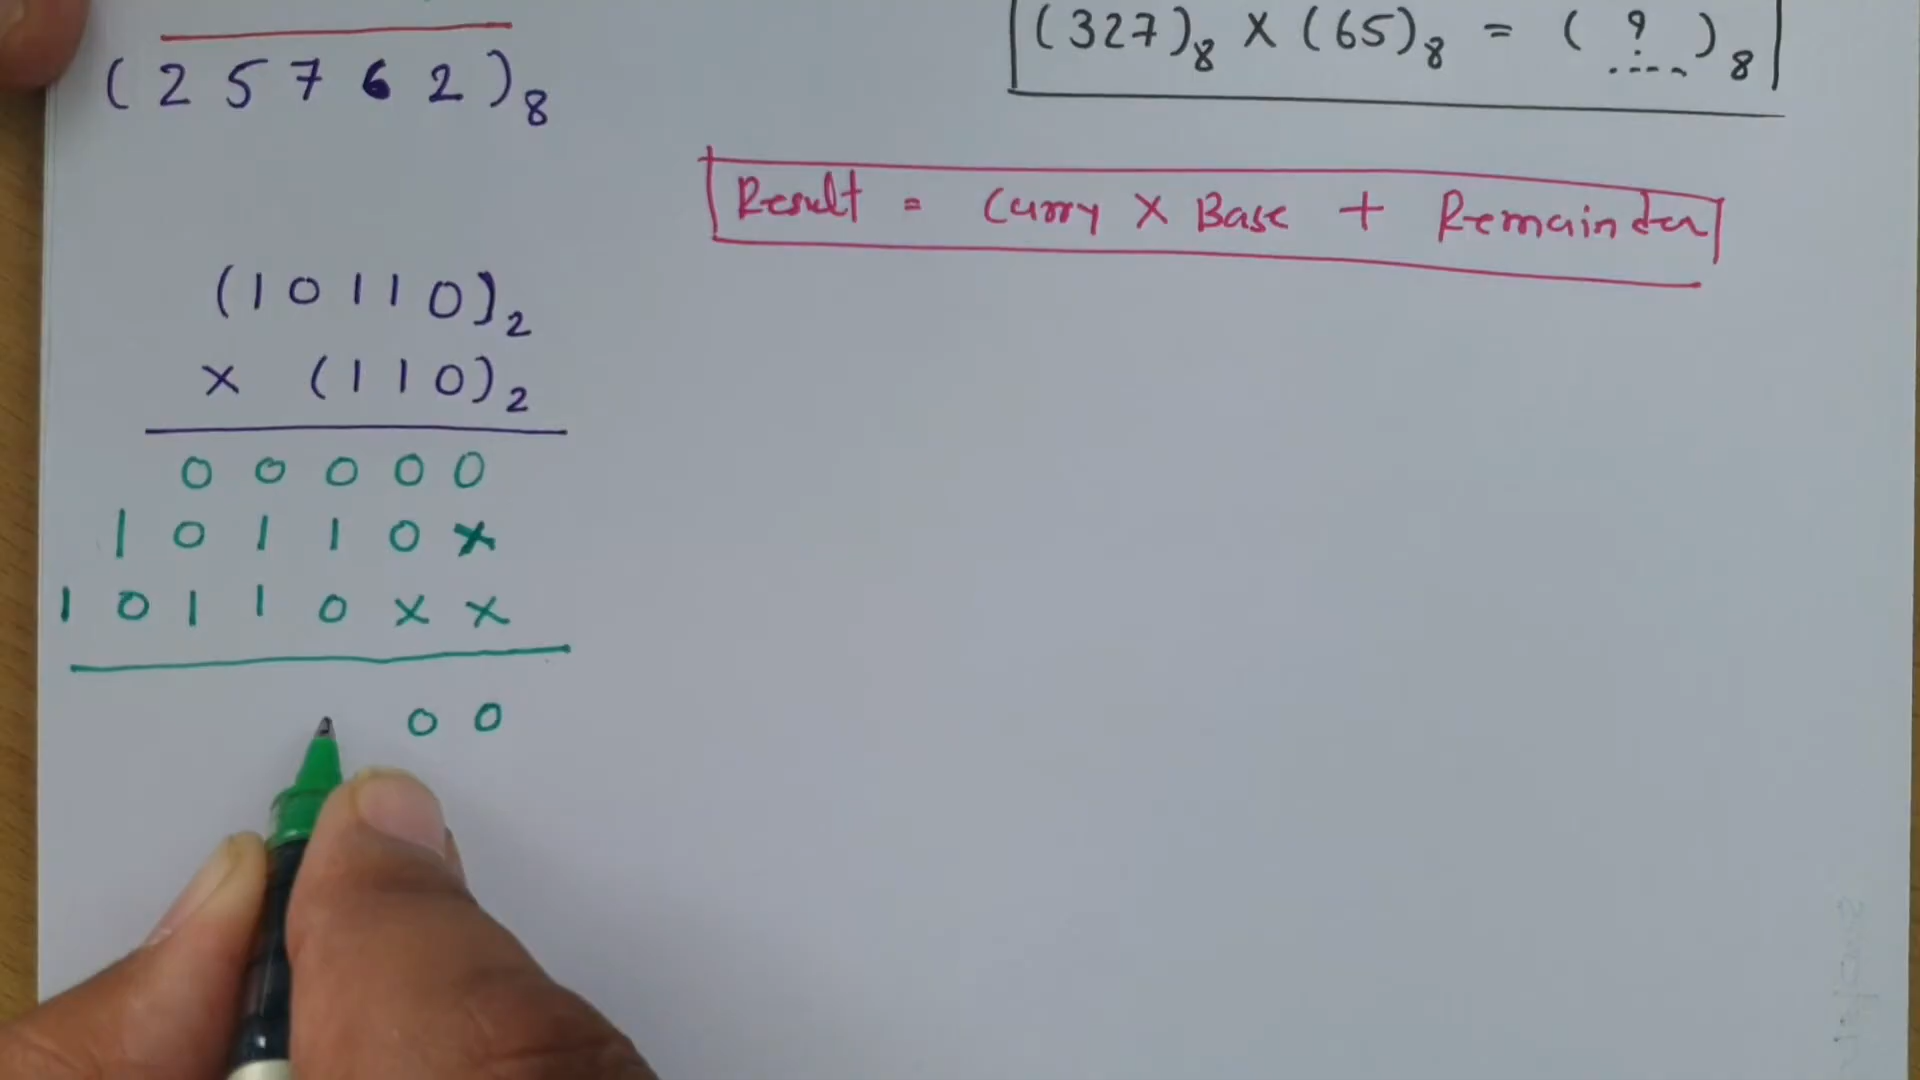 (327)₈ × (65)₈ = ( ? )₈
(25762)₈
Result = Carry × Base + Remainder
(10110)₂
× (110)₂
0 0 0 0 0
1 0 1 1 0 ×
1 0 1 1 0 × ×
0 0